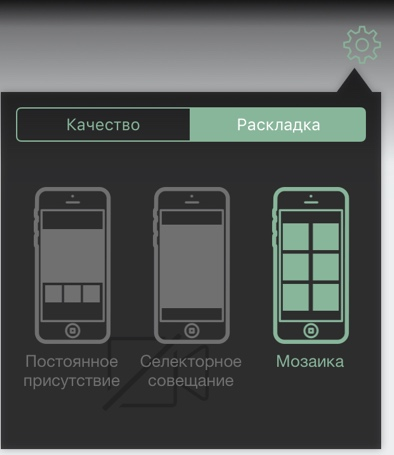 Качество
Раскладка
Постоянное
присутствие
Селекторное
совещание
Мозаика